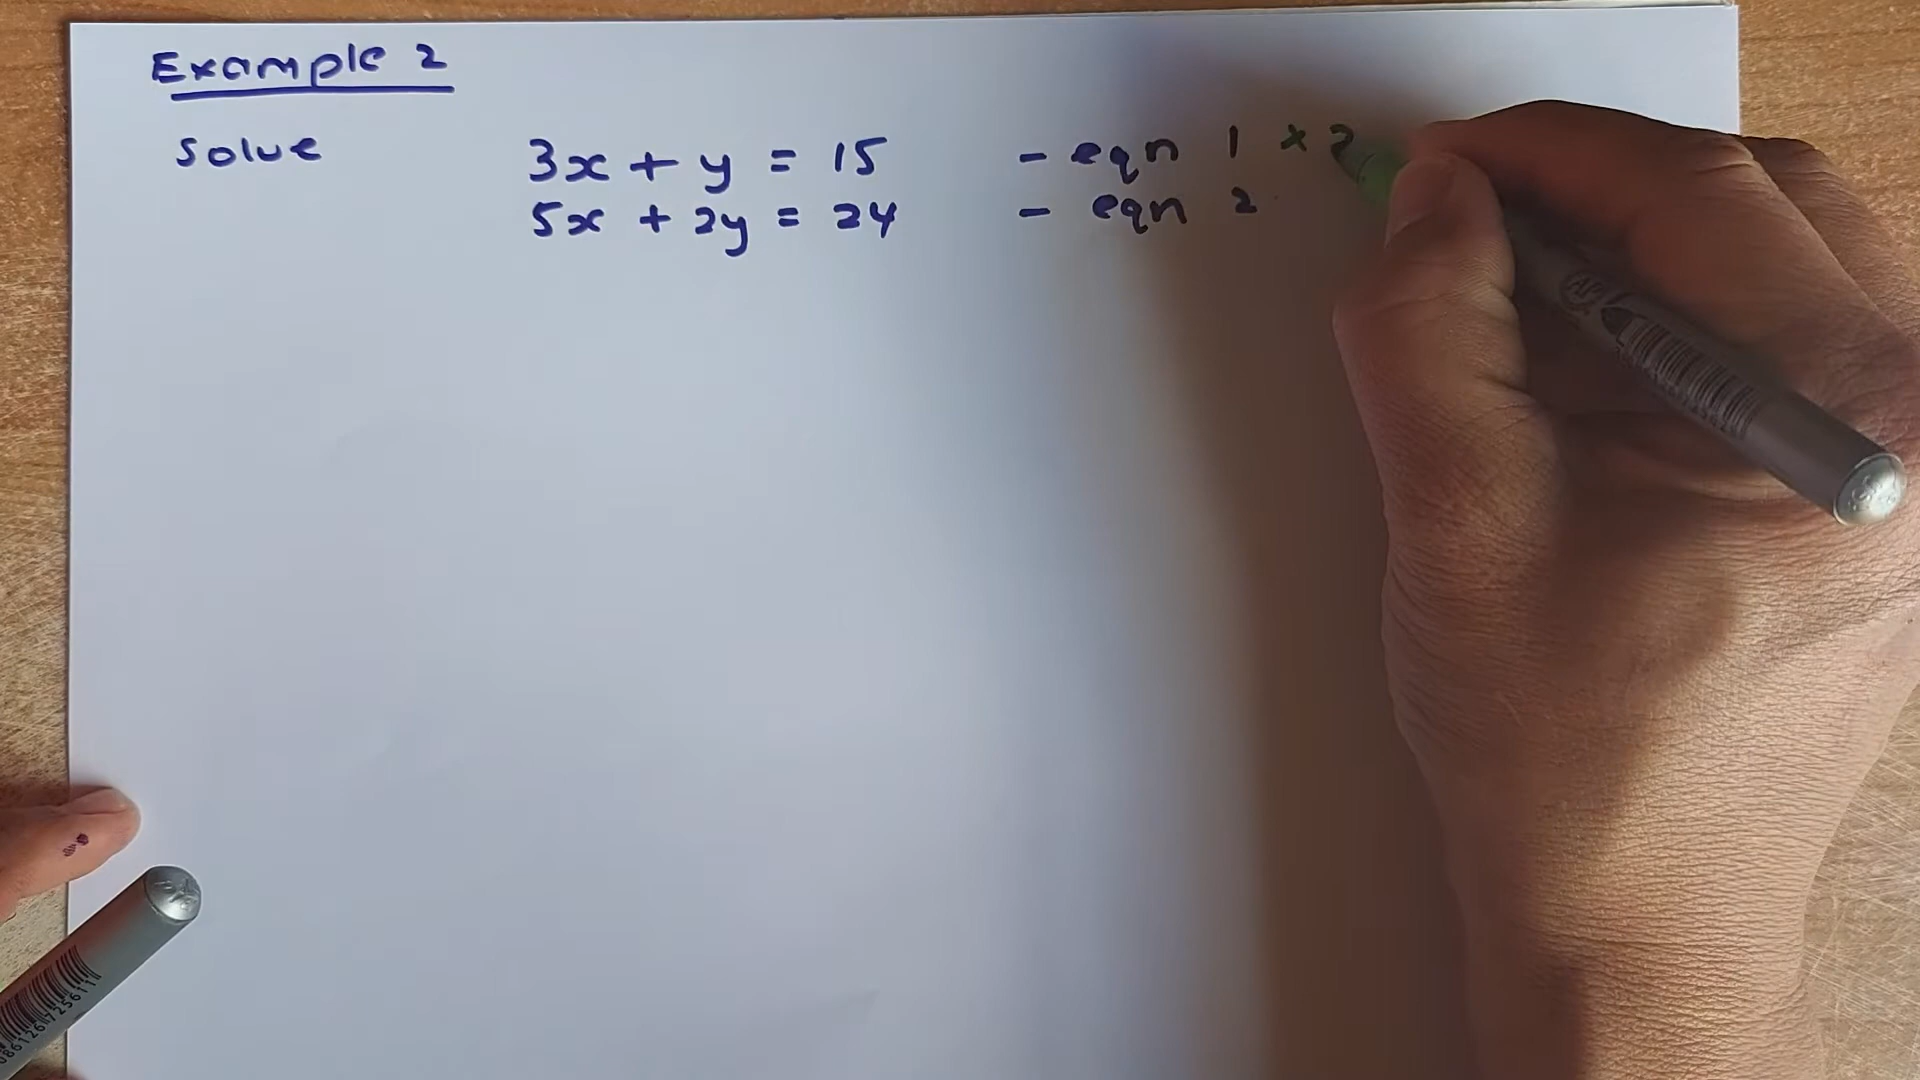 Example 2
Solve 3x + y = 15 - eqn 1 × 2
5x + 2y = 24 - eqn 2